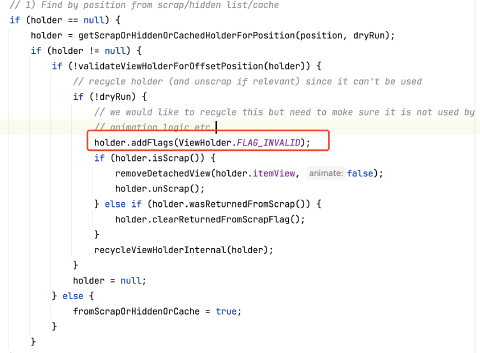 // 1) Find by position from scrap/hidden list/cache
if (holder == null) {
holder = getScrapOrHiddenOrCachedHolderForPosition(position, dryRun);
if (holder != null) {
if (!validateViewHolderForOffsetPosition(holder)) {
// recycle holder (and unscrap if relevant) since it can't be used
if (!dryRun) {
// we would like to recycle this but need to make sure it is not used by
// animation logic etc.
holder.addFlags(ViewHolder.FLAG_INVALID);
if (holder.isScrap()) {
removeDetachedView(holder.itemView, animate: false);
holder.unScrap();
} else if (holder.wasReturnedFromScrap()) {
holder.clearReturnedFromScrapFlag();
}
recycleViewHolderInternal(holder);
}
holder = null;
} else {
fromScrapOrHiddenOrCache = true;
}
}